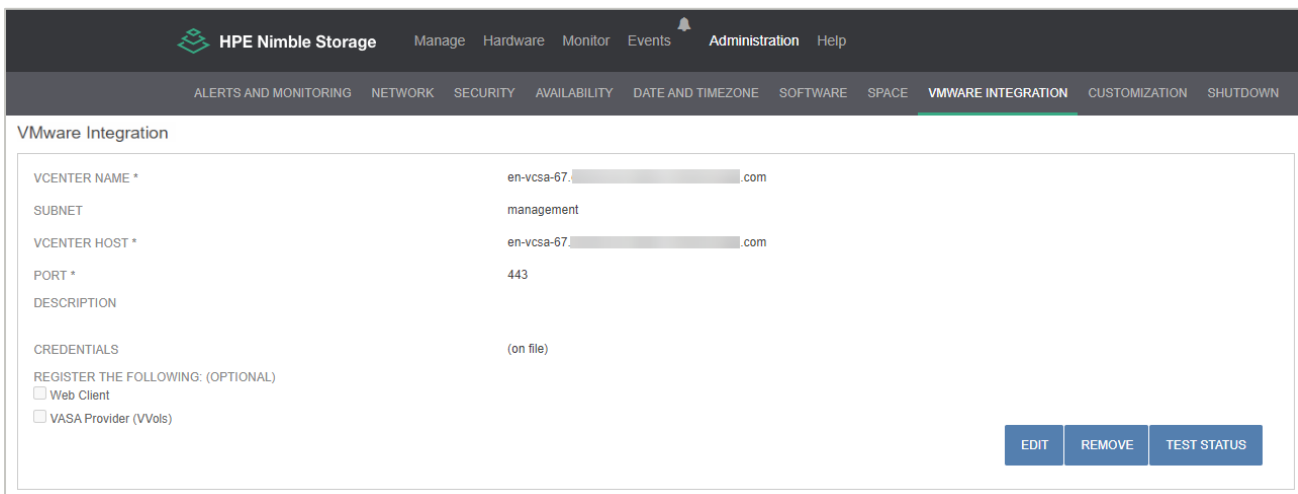 HPE Nimble Storage Manage Hardware Monitor Events Administration Help
ALERTS AND MONITORING NETWORK SECURITY AVAILABILITY DATE AND TIMEZONE SOFTWARE SPACE VMWARE INTEGRATION CUSTOMIZATION SHUTDOWN
VMware Integration
VCENTER NAME * en-vcsa-67. .com
SUBNET management
VCENTER HOST * en-vcsa-67. .com
PORT * 443
DESCRIPTION
CREDENTIALS (on file)
REGISTER THE FOLLOWING: (OPTIONAL)
Web Client
VASA Provider (VVols)
EDIT REMOVE TEST STATUS